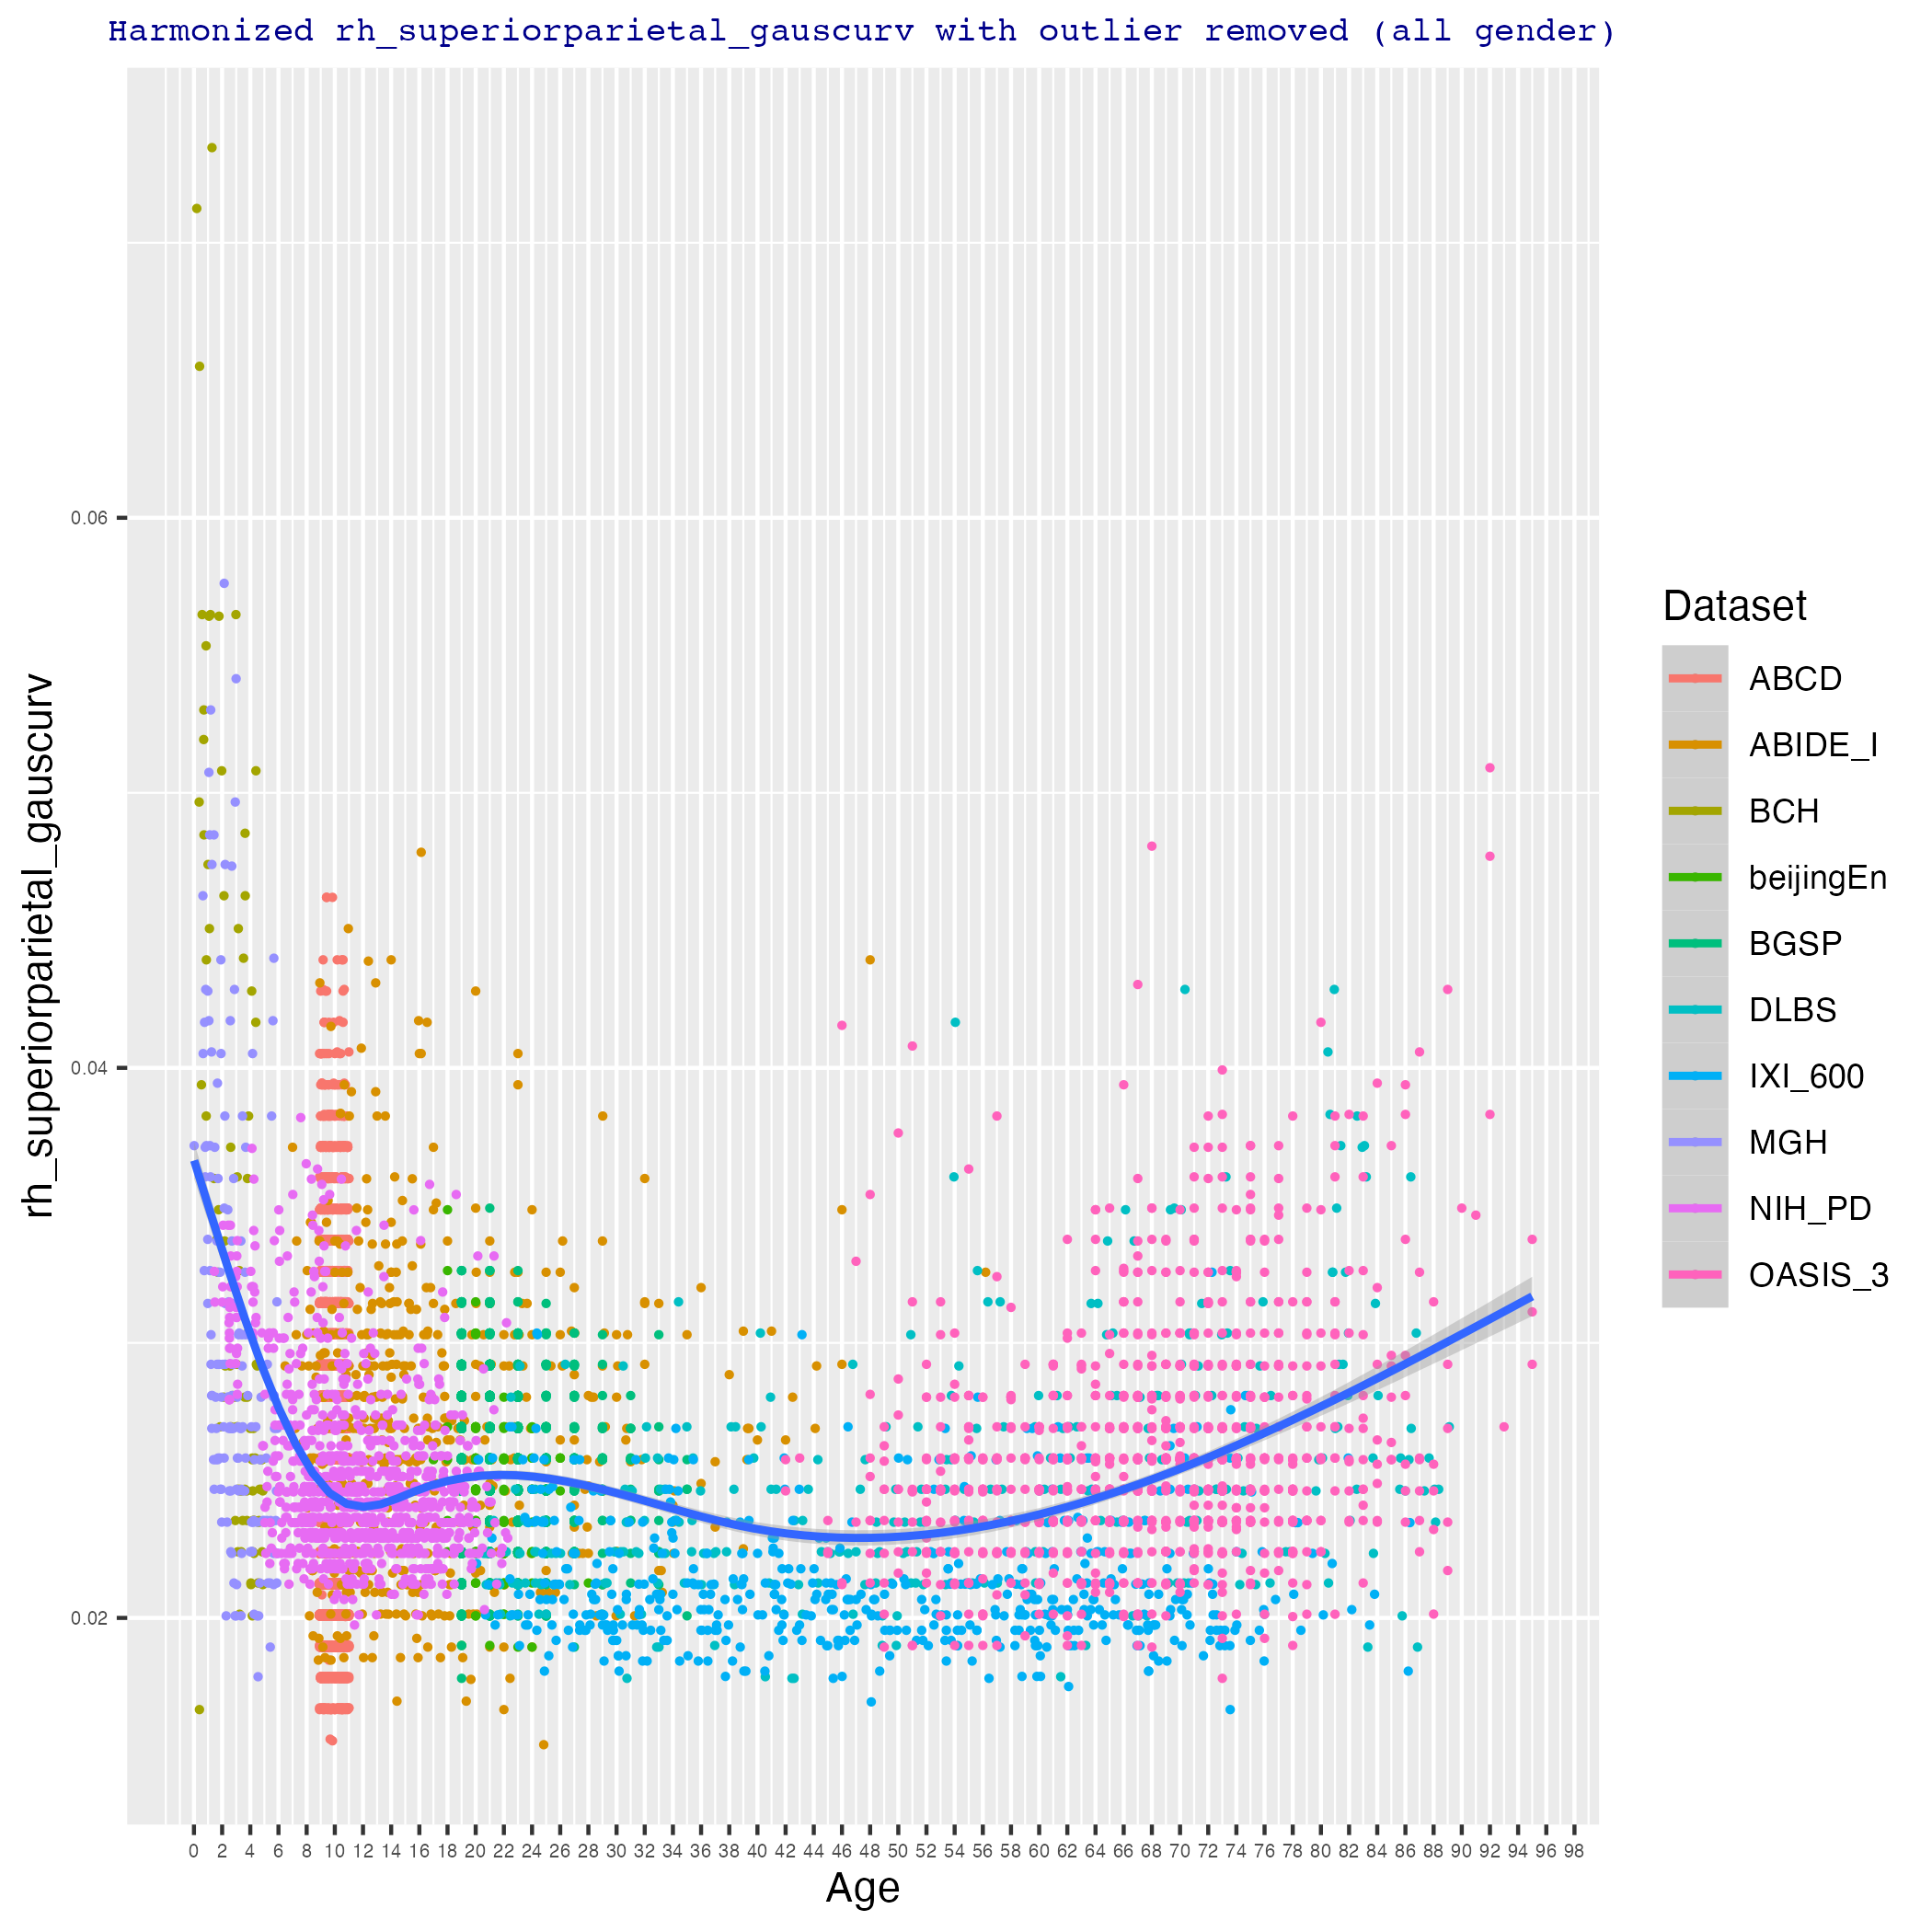 Harmonized rh_superiorparietal_gauscurv with outlier removed (all gender)
rh_superiorparietal_gauscurv
0.06
0.04
0.02
0 2 4 6 8 10 12 14 16 18 20 22 24 26 28 30 32 34 36 38 40 42 44 46 48 50 52 54 56 58 60 62 64 66 68 70 72 74 76 78 80 82 84 86 88 90 92 94 96 98
Age
Dataset
ABCD
ABIDE_I
BCH
beijingEn
BGSP
DLBS
IXI_600
MGH
NIH_PD
OASIS_3